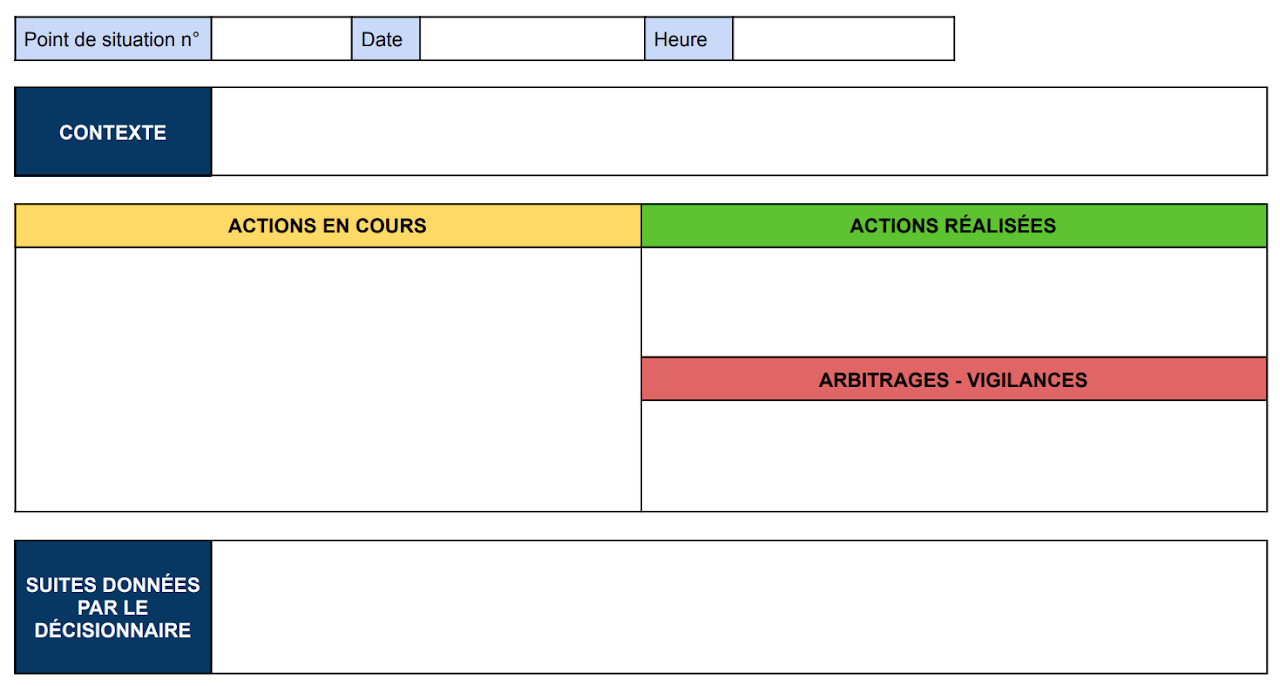 Point de situation n° Date Heure
CONTEXTE
ACTIONS EN COURS
ACTIONS RÉALISÉES
ARBITRAGES - VIGILANCES
SUITES DONNÉES
PAR LE
DÉCISIONNAIRE